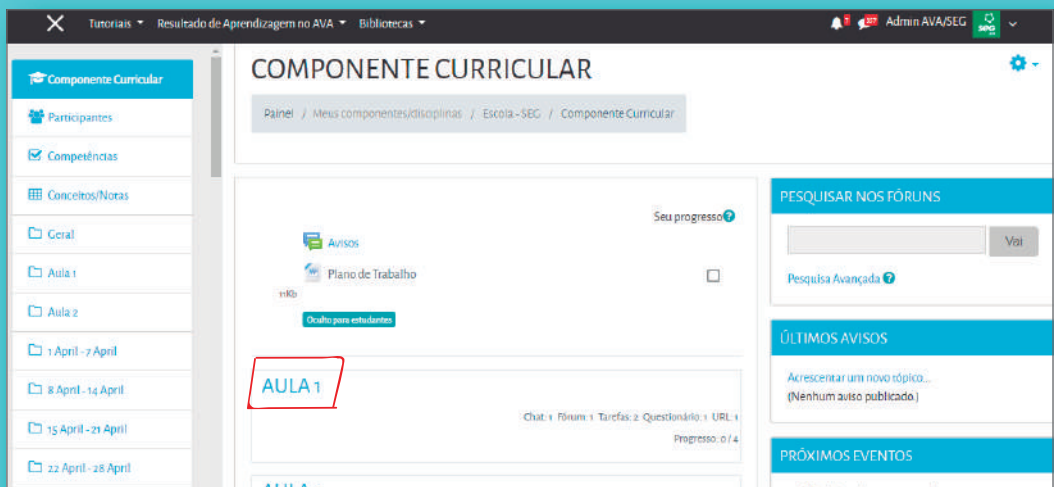 Tutoriais Resultado de Aprendizagem no AVA Bibliotecas
Admin AVA/SEG
SEG
Componente Curricular
Participantes
Competências
Conceitos/Notas
Geral
Aula 1
Aula 2
1 April - 7 April
8 April - 14 April
15 April - 21 April
22 April - 28 April
COMPONENTE CURRICULAR
Painel / Meus componentes/disciplinas / Escola - SEG / Componente Curricular
Seu progresso
Avisos
Plano de Trabalho
11Kb
Oculto para estudantes
AULA 1
Chat: 1 Fórum: 1 Tarefas: 2 Questionário: 1 URL: 1
Progresso: 0 / 4
PESQUISAR NOS FÓRUNS
Vai
Pesquisa Avançada
ÚLTIMOS AVISOS
Acrescentar um novo tópico...
(Nenhum aviso publicado.)
PRÓXIMOS EVENTOS